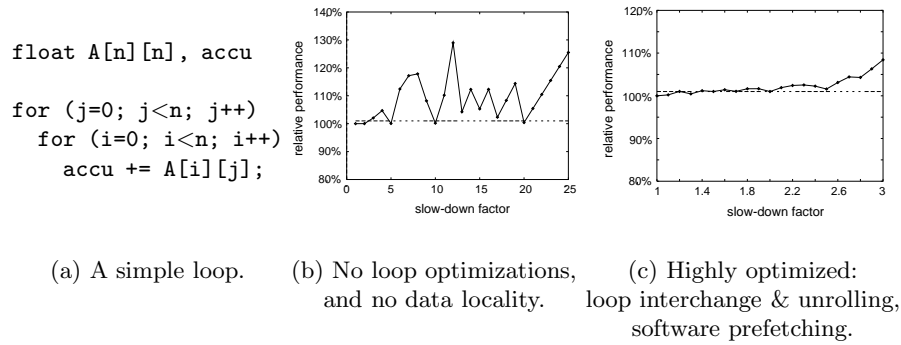 float A[n][n], accu
for (j=0; j<n; j++)
for (i=0; i<n; i++)
accu += A[i][j];
140%
130%
120%
110%
100%
90%
80%
0
5
10
15
20
25
relative performance
slow-down factor
120%
110%
100%
90%
80%
1
1.4
1.8
2.2
2.6
3
relative performance
slow-down factor
(a) A simple loop.
(b) No loop optimizations,
and no data locality.
(c) Highly optimized:
loop interchange & unrolling,
software prefetching.